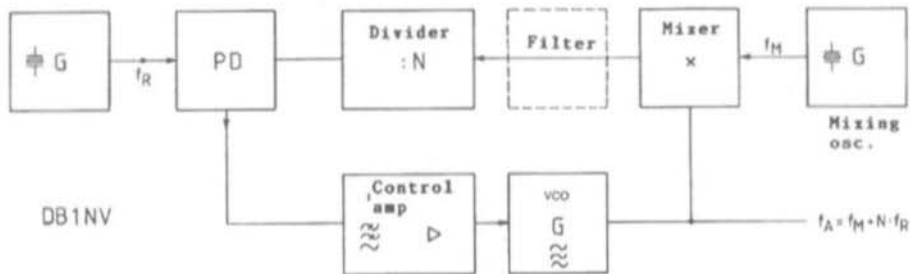 G
f_R
PD
Divider
:N
Filter
Mixer
×
f_M
G
Mixing
osc.
DB1NV
Control
amp
VCO
G
f_A = f_M + N·f_R